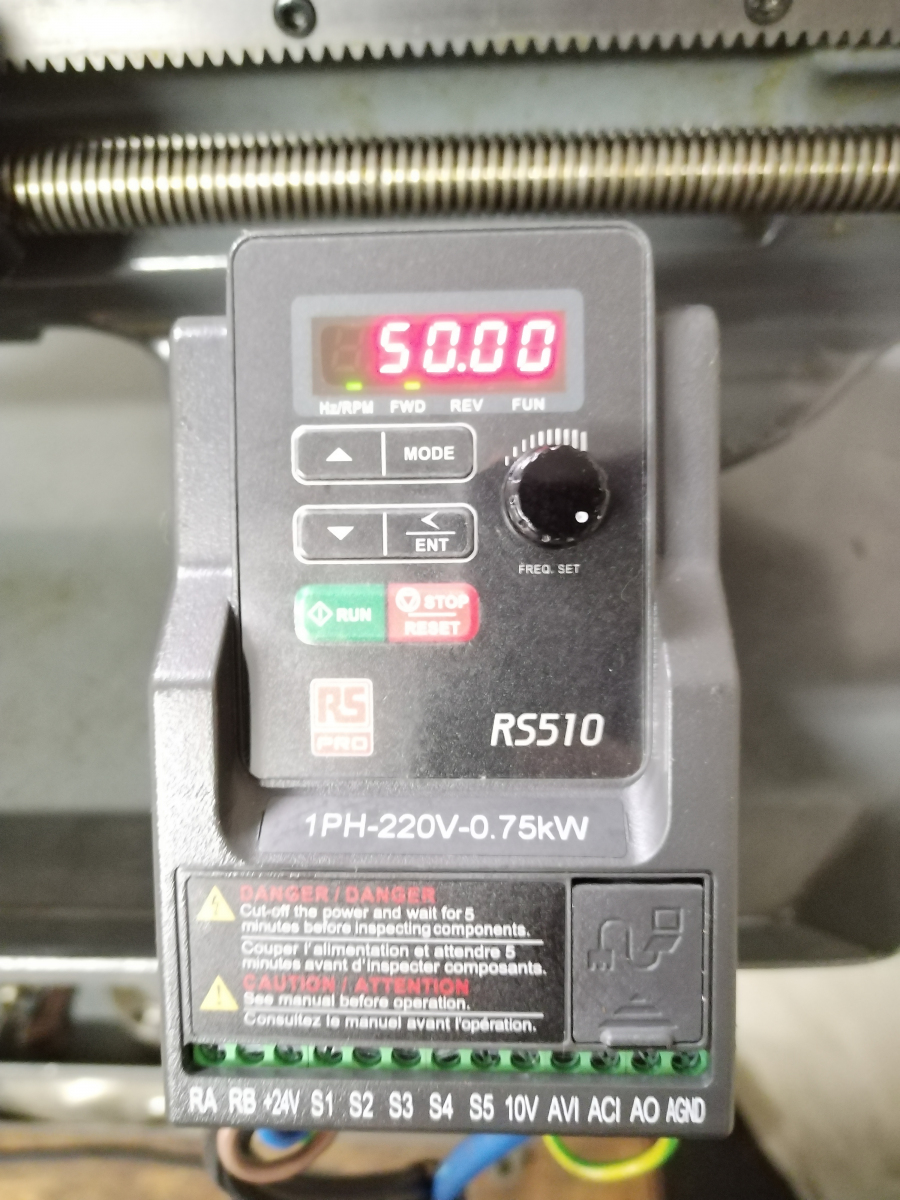 50.00
Hz/RPM FWD REV FUN
▲ MODE
▼ < ENT
FREQ. SET
RUN STOP
RESET
RS
PRO
RS510
1PH-220V-0.75kW
DANGER / DANGER
Cut-off the power and wait for 5
minutes before inspecting components.
Couper l'alimentation et attendre 5
minutes avant d'inspecter composants.
CAUTION / ATTENTION
See manual before operation.
Consultez le manuel avant l'opération.
RA RB +24V S1 S2 S3 S4 S5 10V AVI ACI AO AGND